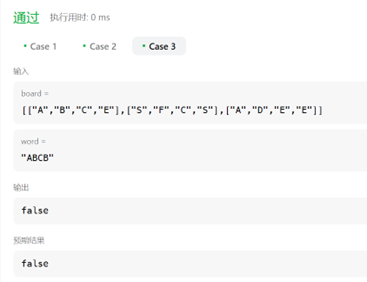 通过 执行用时: 0 ms
Case 1 Case 2 Case 3
输入
board =
[["A","B","C","E"],["S","F","C","S"],["A","D","E","E"]]
word =
"ABCB"
输出
false
预期结果
false